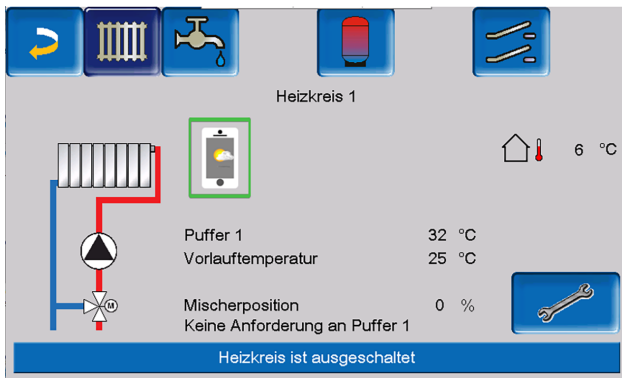 Heizkreis 1
6 °C
Puffer 1 32 °C
Vorlauftemperatur 25 °C
M
Mischerposition 0 %
Keine Anforderung an Puffer 1
Heizkreis ist ausgeschaltet